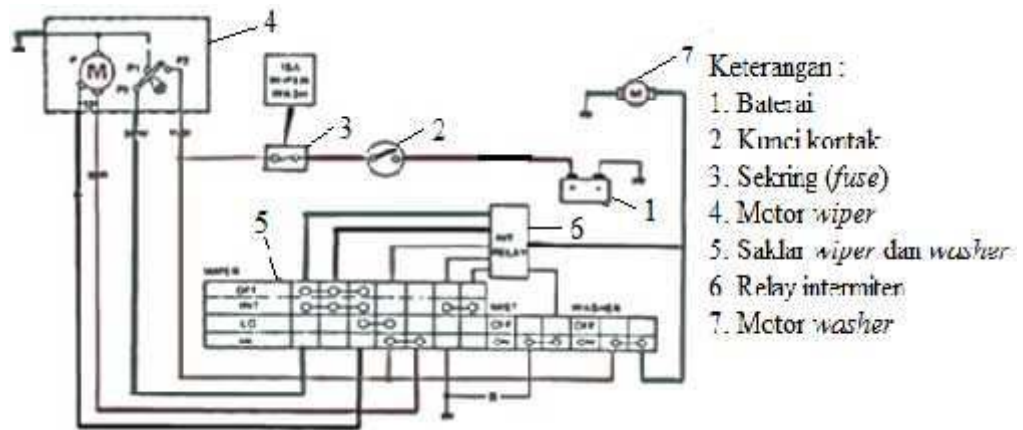 4
P
M
P1
P2
15A
WIPER
WASH
3
2
1
7
M
Keterangan :
1. Baterai
2. Kunci kontak
3. Sekring (fuse)
4. Motor wiper
5. Saklar wiper dan washer
6. Relay intermiten
7. Motor washer
5
6
INT
RELAY
WIPER
OFF
INT
LO
HI
MIST
OFF
ON
WASHER
OFF
ON
B